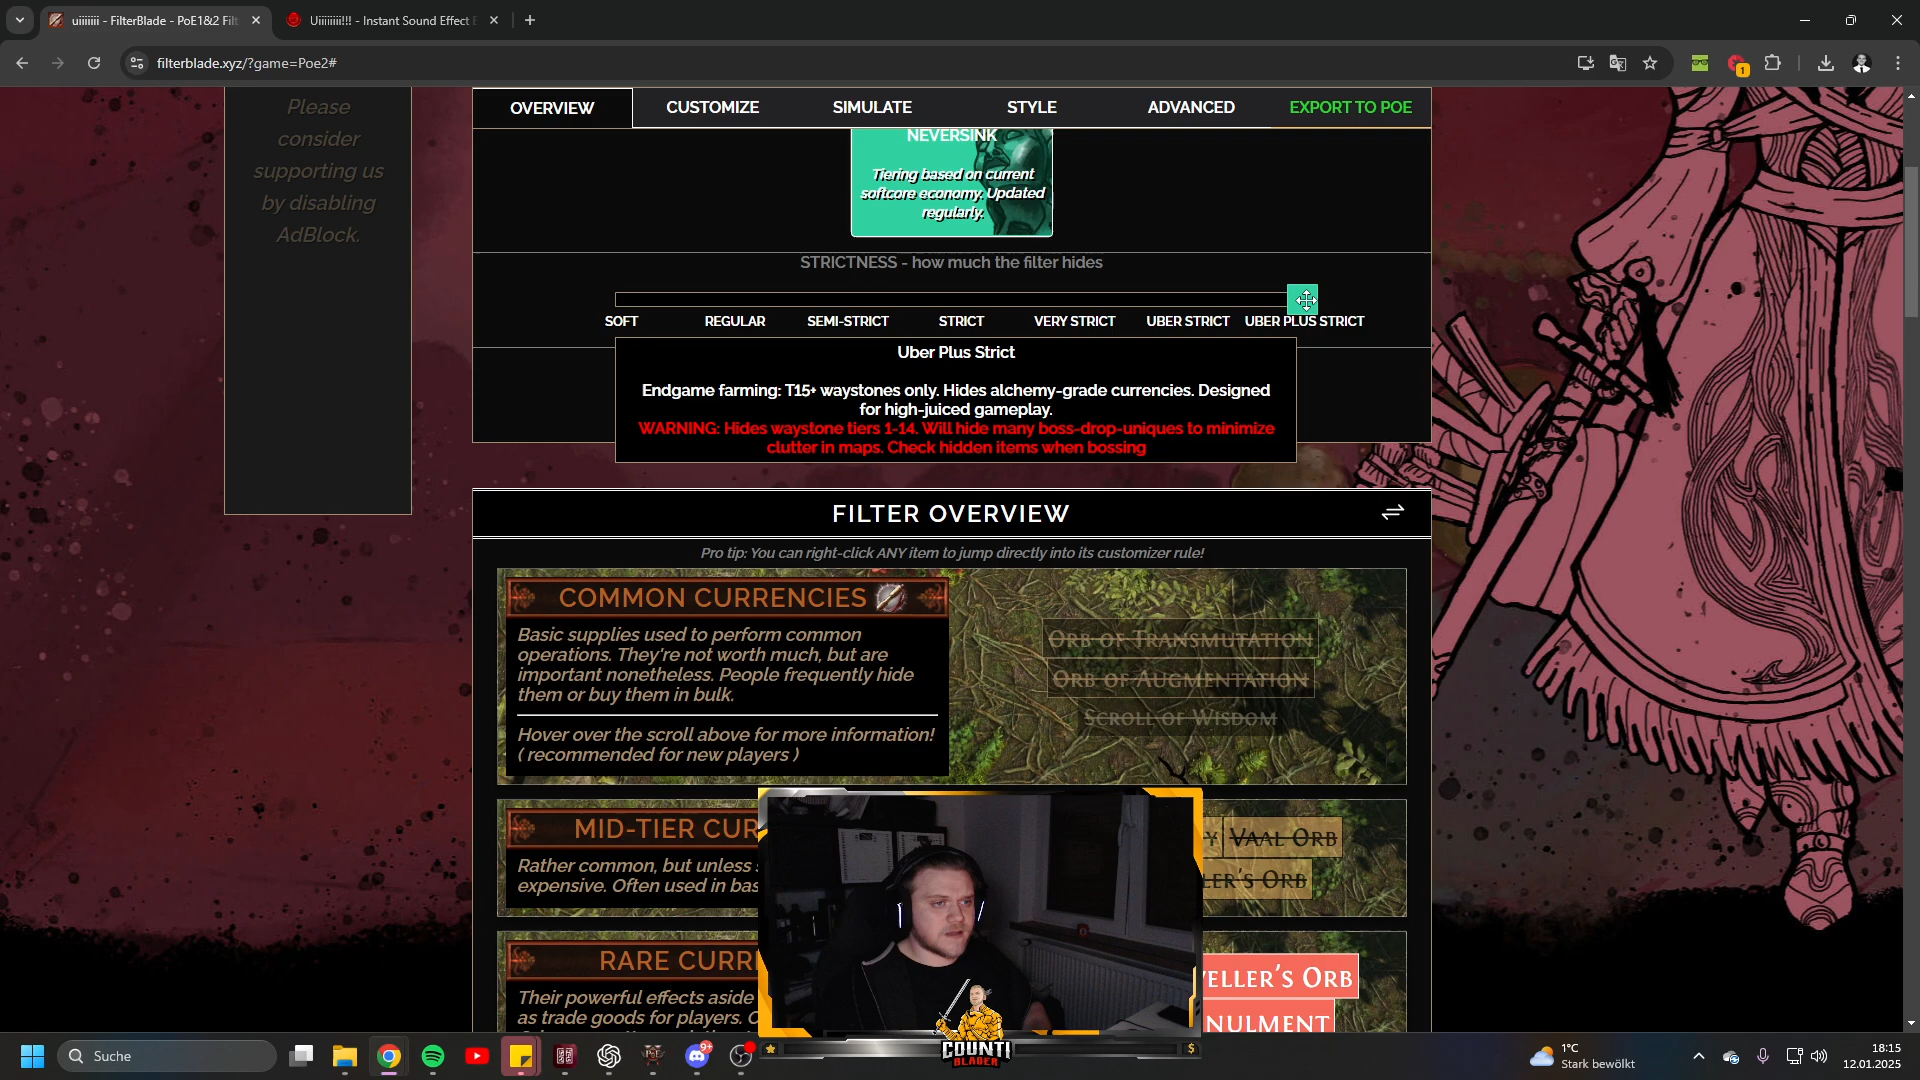 uiiiiiii - FilterBlade - PoE1&2 Fil
Uiiiiiiii!!! - Instant Sound Effect
filterblade.xyz/?game=Poe2#
1
Please
consider
supporting us
by disabling
AdBlock.
OVERVIEW
CUSTOMIZE
SIMULATE
STYLE
ADVANCED
EXPORT TO POE
NEVERSINK
Tiering based on current
softcore economy. Updated
regularly.
STRICTNESS - how much the filter hides
SOFT
REGULAR
SEMI-STRICT
STRICT
VERY STRICT
UBER STRICT
UBER PLUS STRICT
Uber Plus Strict
Endgame farming: T15+ waystones only. Hides alchemy-grade currencies. Designed
for high-juiced gameplay.
WARNING: Hides waystone tiers 1-14. Will hide many boss-drop-uniques to minimize
clutter in maps. Check hidden items when bossing
FILTER OVERVIEW
Pro tip: You can right-click ANY item to jump directly into its customizer rule!
COMMON CURRENCIES
Basic supplies used to perform common
operations. They're not worth much, but are
important nonetheless. People frequently hide
them or buy them in bulk.
Hover over the scroll above for more information!
( recommended for new players )
Orb of Transmutation
Orb of Augmentation
Scroll of Wisdom
MID-TIER CUR
Rather common, but unless
expensive. Often used in bas
Y
Vaal Orb
ler's Orb
RARE CURR
Their powerful effects aside
as trade goods for players.
veller's Orb
nulment
COUNTI
BLADER
Suche
9+
1°C
Stark bewölkt
18:15
12.01.2025